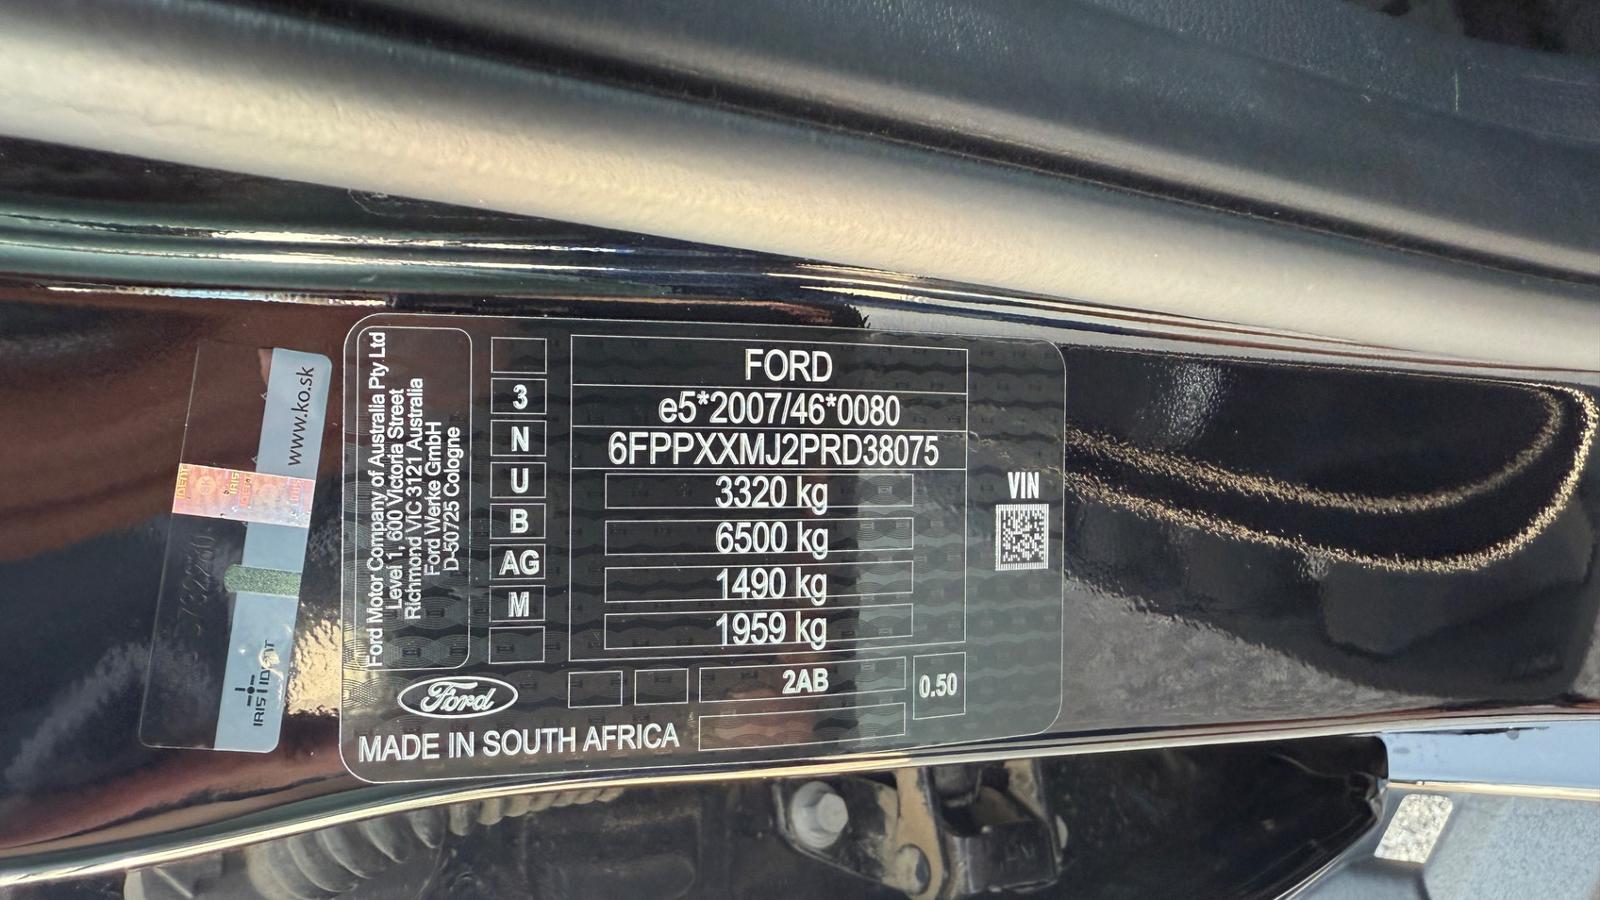 www.ko.sk
IRIS IDENT
Ford Motor Company of Australia Pty Ltd
Level 1, 600 Victoria Street
Richmond VIC 3121 Australia
Ford Werke GmbH
D-50725 Cologne
3
N
U
B
AG
M
FORD
e5*2007/46*0080
6FPPXXMJ2PRD38075
3320 kg
6500 kg
1490 kg
1959 kg
VIN
Ford
2AB
0.50
MADE IN SOUTH AFRICA